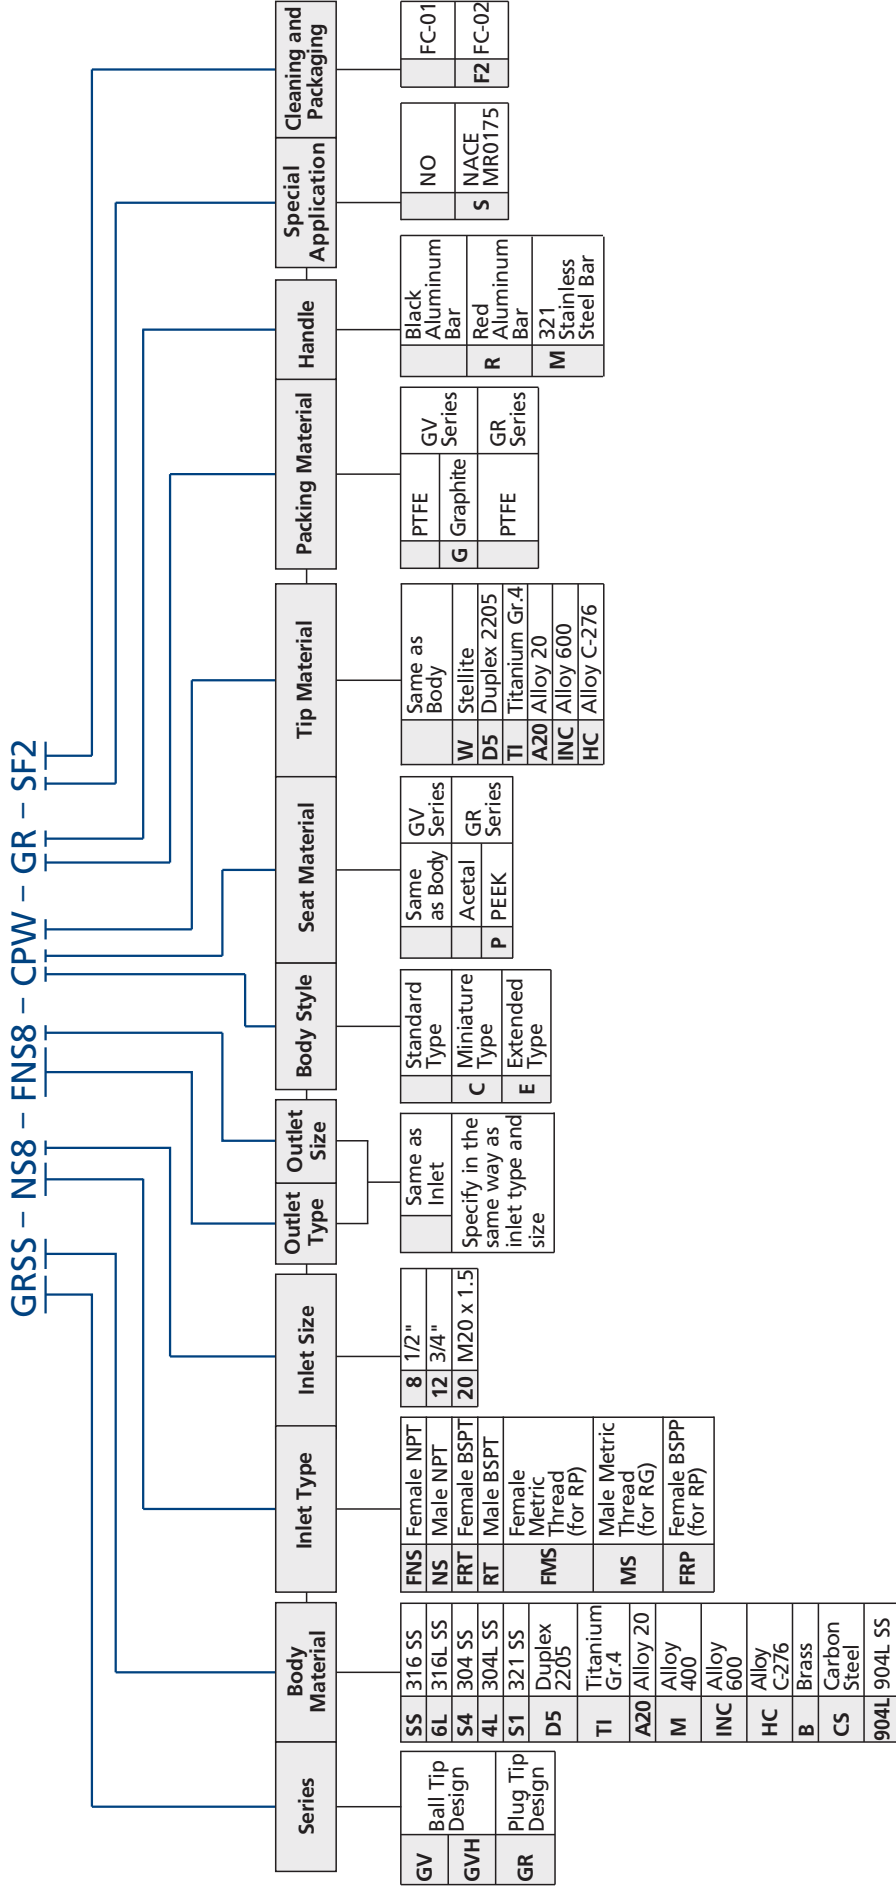 GRSS – NS8 – FNS8 – CPW – GR – SF2
Series
GV
GVH
Ball Tip
Design
GR
Plug Tip
Design
Body
Material
SS 316 SS
6L 316L SS
S4 304 SS
4L 304L SS
S1 321 SS
D5 Duplex
2205
TI Titanium
Gr.4
A20 Alloy 20
M Alloy
400
INC Alloy
600
HC Alloy
C-276
B Brass
CS Carbon
Steel
904L 904L SS
Inlet Type
FNS Female NPT
NS Male NPT
FRT Female BSPT
RT Male BSPT
FMS Female
Metric
Thread
(for RP)
MS Male Metric
Thread
(for RG)
FRP Female BSPP
(for RP)
Inlet Size
8 1/2"
12 3/4"
20 M20 x 1.5
Outlet
Type
Outlet
Size
Same as
Inlet
Specify in the
same way as
inlet type and
size
Body Style
Standard
Type
C Miniature
Type
E Extended
Type
Seat Material
Same
as Body
GV
Series
Acetal
P PEEK
GR
Series
Tip Material
Same as
Body
W Stellite
D5 Duplex 2205
TI Titanium Gr.4
A20 Alloy 20
INC Alloy 600
HC Alloy C-276
Packing Material
PTFE
G Graphite
GV
Series
PTFE
GR
Series
Handle
Black
Aluminum
Bar
R Red
Aluminum
Bar
M 321
Stainless
Steel Bar
Special
Application
NO
S NACE
MR0175
Cleaning and
Packaging
FC-01
F2 FC-02